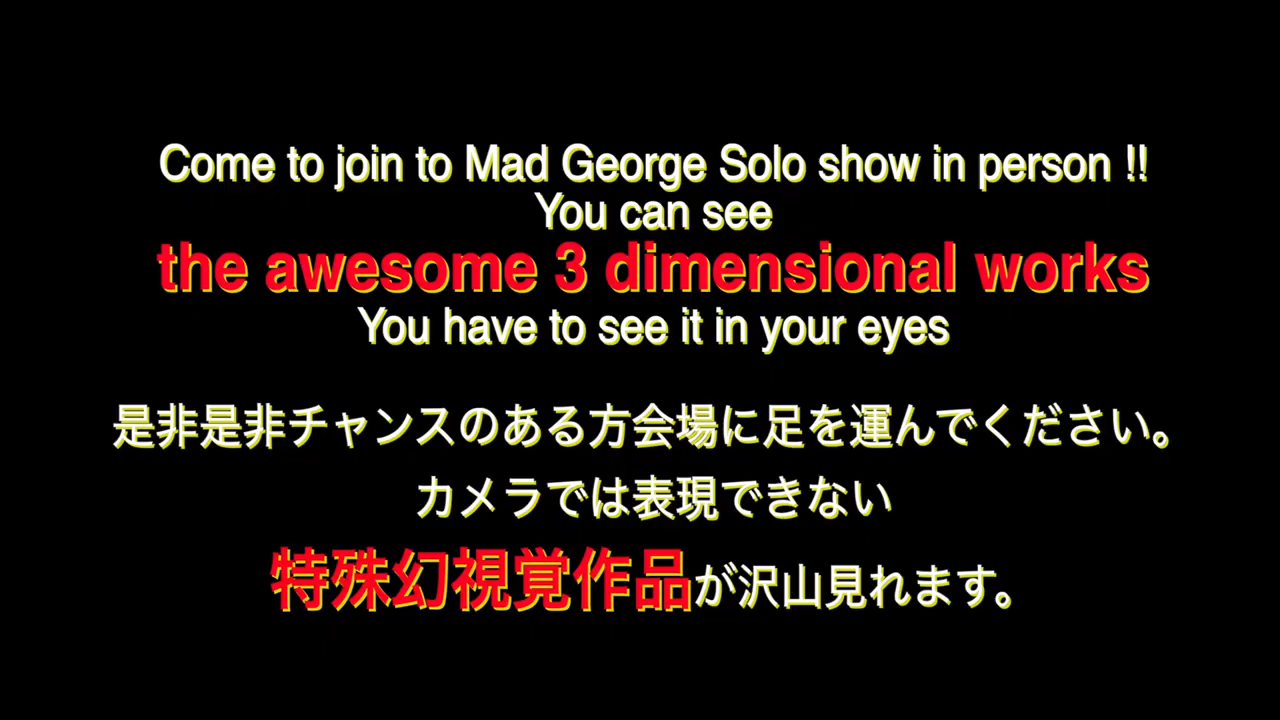 Come to join to Mad George Solo show in person !!
You can see
the awesome 3 dimensional works
You have to see it in your eyes
是非是非チャンスのある方会場に足を運んでください。
カメラでは表現できない
特殊幻視覚作品が沢山見れます。